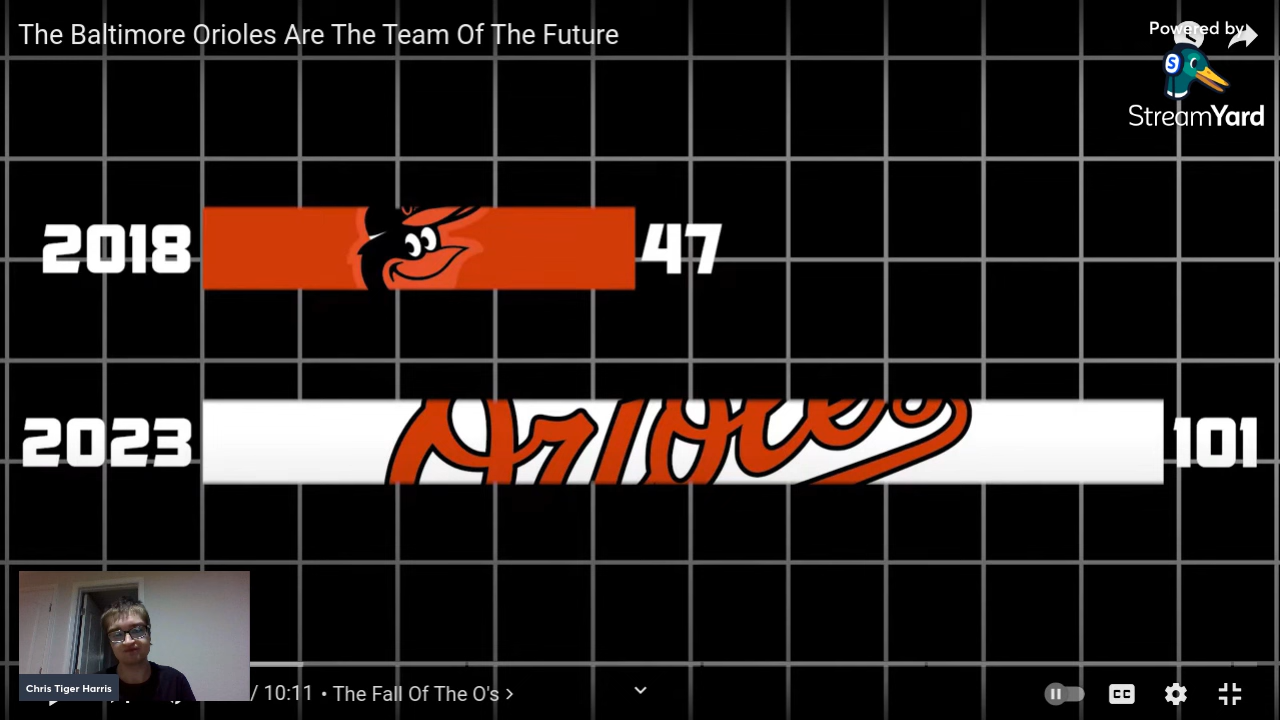 The Baltimore Orioles Are The Team Of The Future
Powered by
S
StreamYard
2018
47
Orioles
2023
101
Chris Tiger Harris
/ 10:11 • The Fall Of The O's >
CC